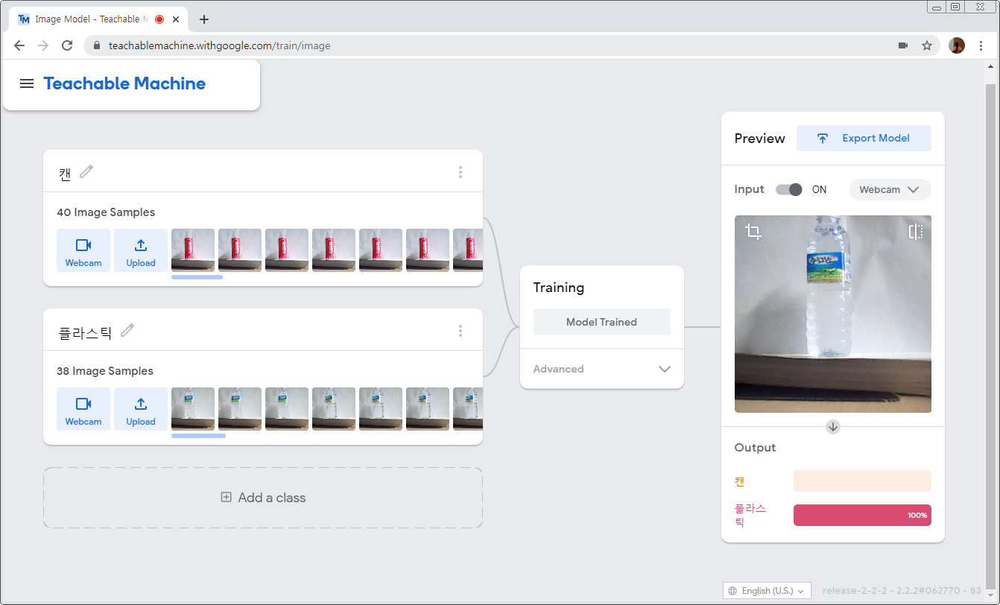 Image Model - Teachable M
teachablemachine.withgoogle.com/train/image
Teachable Machine
캔
40 Image Samples
Webcam
Upload
플라스틱
38 Image Samples
Webcam
Upload
Add a class
Training
Model Trained
Advanced
Preview
Export Model
Input
ON
Webcam
Output
캔
플라스
틱
100%
English (U.S.)
release-2-2-2 - 2.2.2#062770 - 83